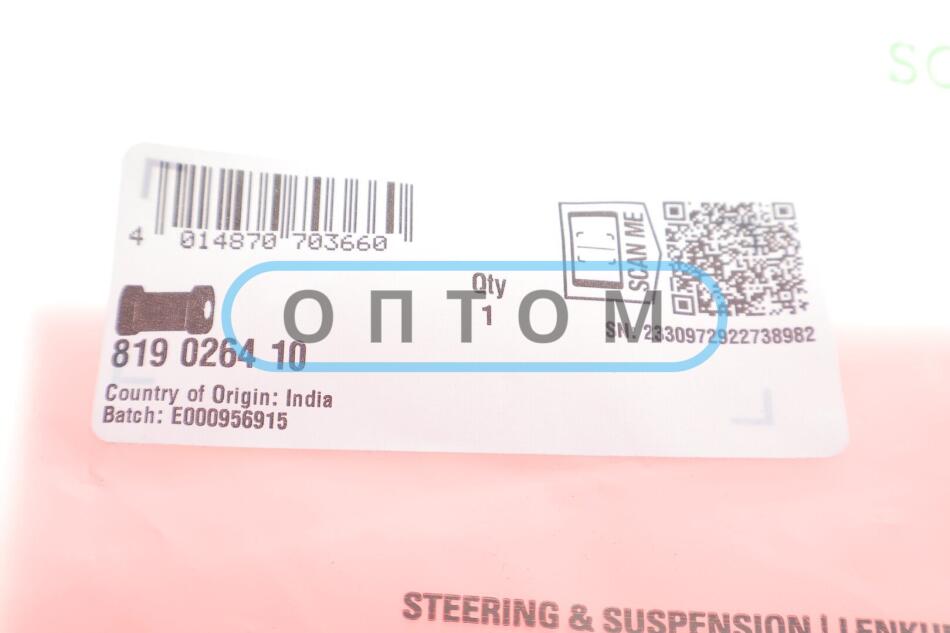 4 014870 703660
Qty
1
SCAN ME
SN: 2330972922738982
ОПТОМ
819 0264 10
Country of Origin: India
Batch: E000956915
STEERING & SUSPENSION |